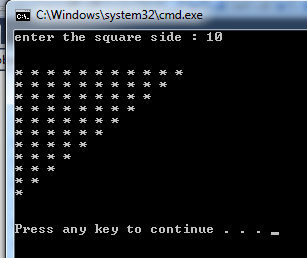 C:\Windows\system32\cmd.exe
enter the square side : 10
* * * * * * * * * * *
* * * * * * * * * *
* * * * * * * * *
* * * * * * * *
* * * * * * *
* * * * * *
* * * * *
* * * *
* * *
* *
*
Press any key to continue . . . _